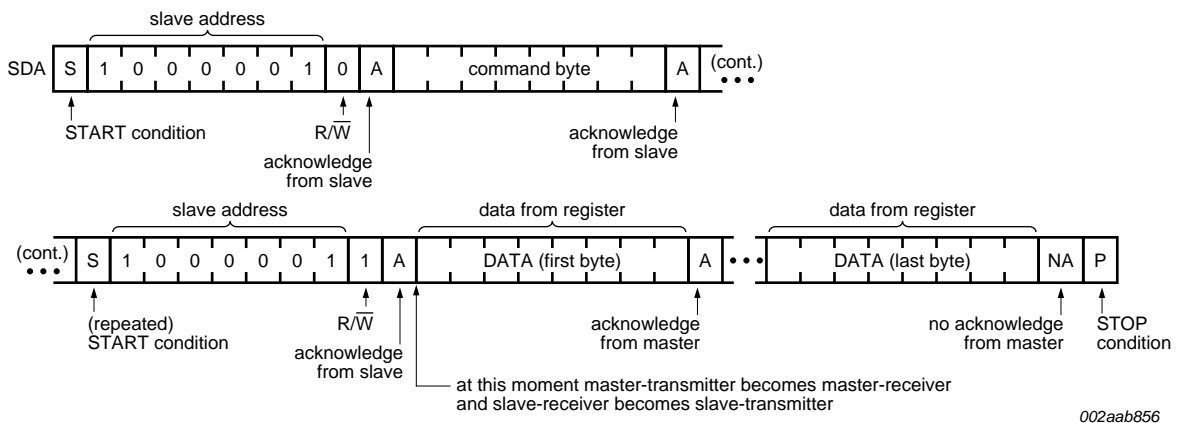 slave address
SDA S 1 0 0 0 0 0 1 0 A command byte A (cont.)
START condition R/W̅ acknowledge from slave acknowledge from slave
slave address data from register data from register
(cont.) S 1 0 0 0 0 0 1 1 A DATA (first byte) A DATA (last byte) NA P
(repeated)
START condition
R/W̅
acknowledge
from slave
acknowledge
from master
no acknowledge
from master
STOP
condition
at this moment master-transmitter becomes master-receiver
and slave-receiver becomes slave-transmitter
002aab856